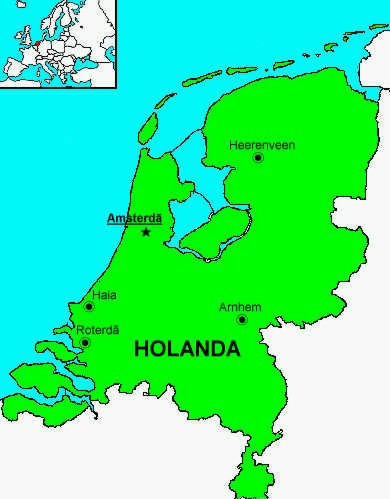 Heerenveen
Amsterdã
Haia
Arnhem
Roterdã
HOLANDA